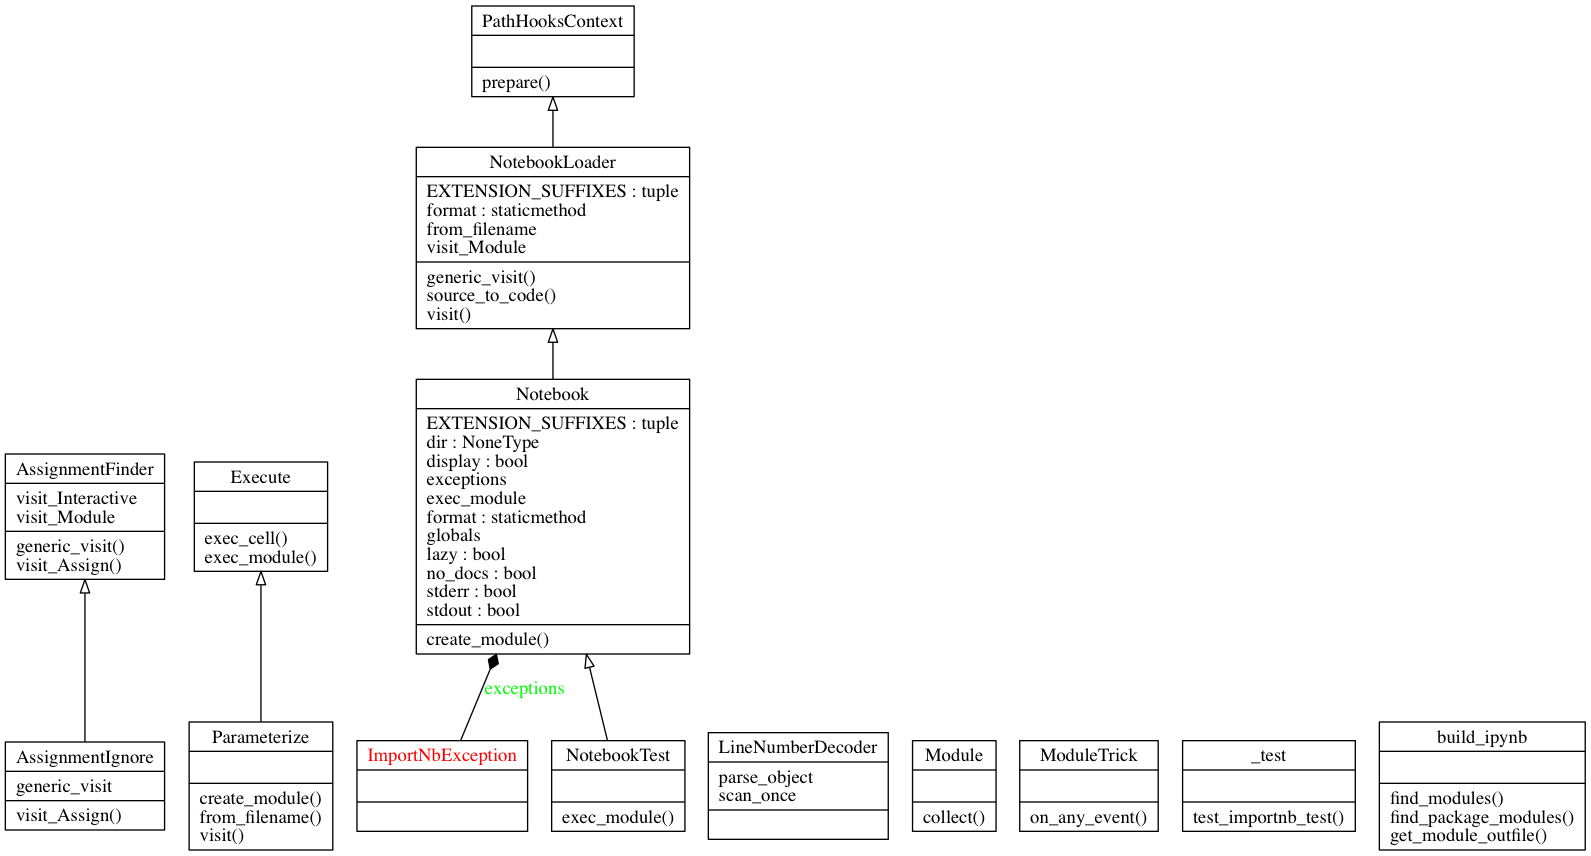 PathHooksContext
prepare()
NotebookLoader
EXTENSION_SUFFIXES : tuple
format : staticmethod
from_filename
visit_Module
generic_visit()
source_to_code()
visit()
Notebook
EXTENSION_SUFFIXES : tuple
dir : NoneType
display : bool
exceptions
exec_module
format : staticmethod
globals
lazy : bool
no_docs : bool
stderr : bool
stdout : bool
create_module()
AssignmentFinder
visit_Interactive
visit_Module
generic_visit()
visit_Assign()
Execute
exec_cell()
exec_module()
exceptions
AssignmentIgnore
generic_visit
visit_Assign()
Parameterize
create_module()
from_filename()
visit()
ImportNbException
NotebookTest
exec_module()
LineNumberDecoder
parse_object
scan_once
Module
collect()
ModuleTrick
on_any_event()
_test
test_importnb_test()
build_ipynb
find_modules()
find_package_modules()
get_module_outfile()